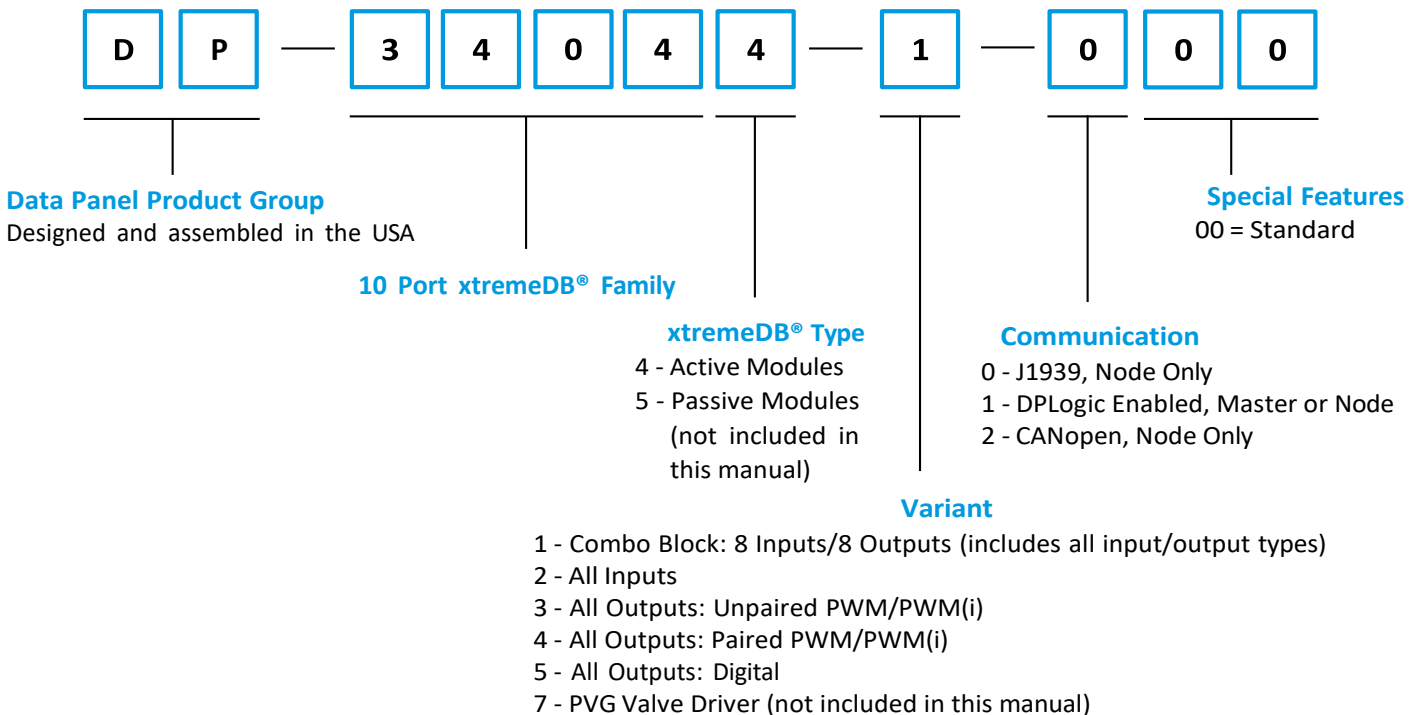 D P — 3 4 0 4 4 — 1 — 0 0 0
Data Panel Product Group
Designed and assembled in the USA
Special Features
00 = Standard
10 Port xtremeDB® Family
xtremeDB® Type
4 - Active Modules
5 - Passive Modules
(not included in
this manual)
Communication
0 - J1939, Node Only
1 - DPLogic Enabled, Master or Node
2 - CANopen, Node Only
Variant
1 - Combo Block: 8 Inputs/8 Outputs (includes all input/output types)
2 - All Inputs
3 - All Outputs: Unpaired PWM/PWM(i)
4 - All Outputs: Paired PWM/PWM(i)
5 - All Outputs: Digital
7 - PVG Valve Driver (not included in this manual)